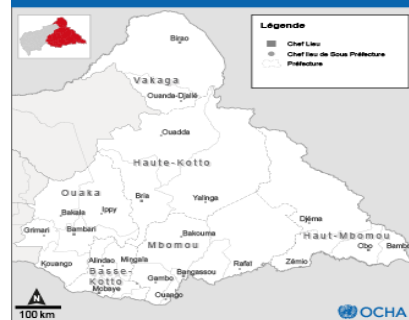 Légende
Chef Lieu
Chef lieu de Sous Préfecture
Préfecture
Birao
Vakaga
Ouanda-Djallé
Ouadda
Haute-Kotto
Ouaka
Bria
Yalinga
Ippy
Bakala
Djéma
Grimari
Bambari
Bakouma
Haut-Mbomou
Mbomou
Obo
Bamb
Kouango
Alindao
Mingala
Zémio
Rafaï
Basse-
Kotto
Gambo
Bangassou
Mobaye
Ouango
N
100 km
OCHA